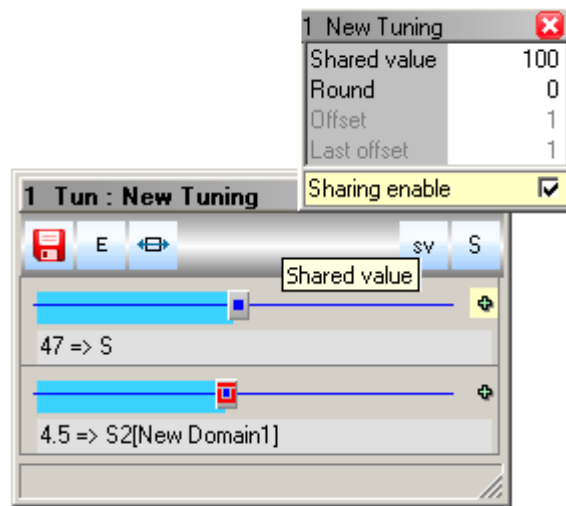 1 New Tuning
Shared value 100
Round 0
Offset 1
Last offset 1
Sharing enable
1 Tun : New Tuning
E sv S
Shared value
47 => S
4.5 => S2[New Domain1]